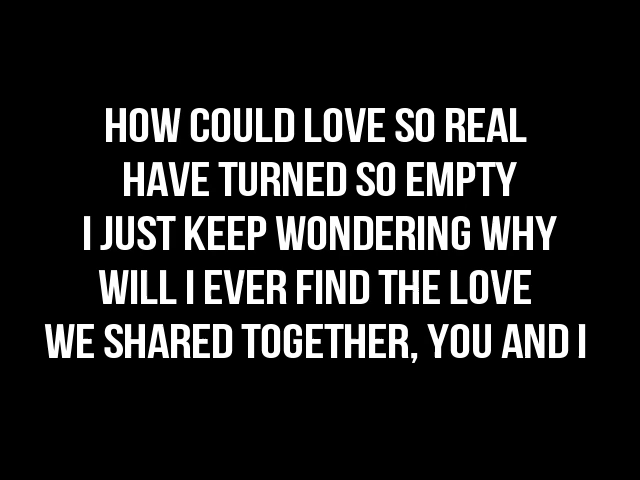 HOW COULD LOVE SO REAL
HAVE TURNED SO EMPTY
I JUST KEEP WONDERING WHY
WILL I EVER FIND THE LOVE
WE SHARED TOGETHER, YOU AND I